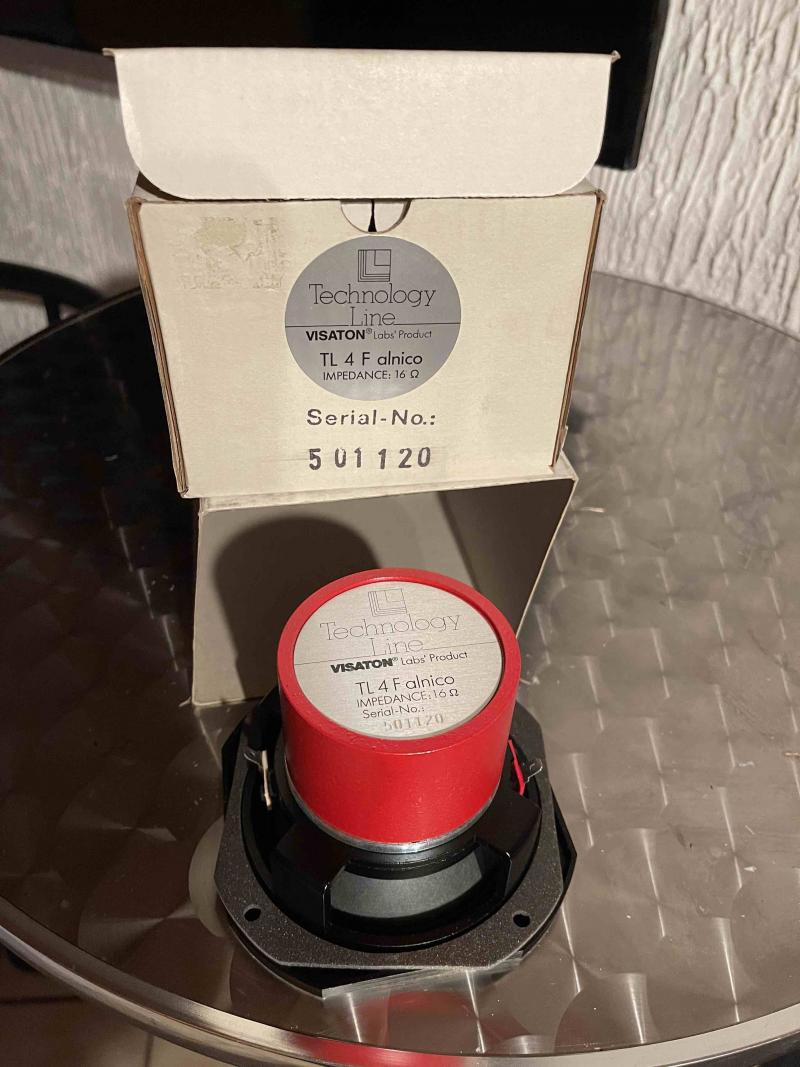 Technology
Line
VISATON® Labs' Product
TL 4 F alnico
IMPEDANCE: 16 Ω
Serial-No.:
501120
Technology
Line
VISATON® Labs' Product
TL 4 F alnico
IMPEDANCE: 16 Ω
Serial-No.:
501120